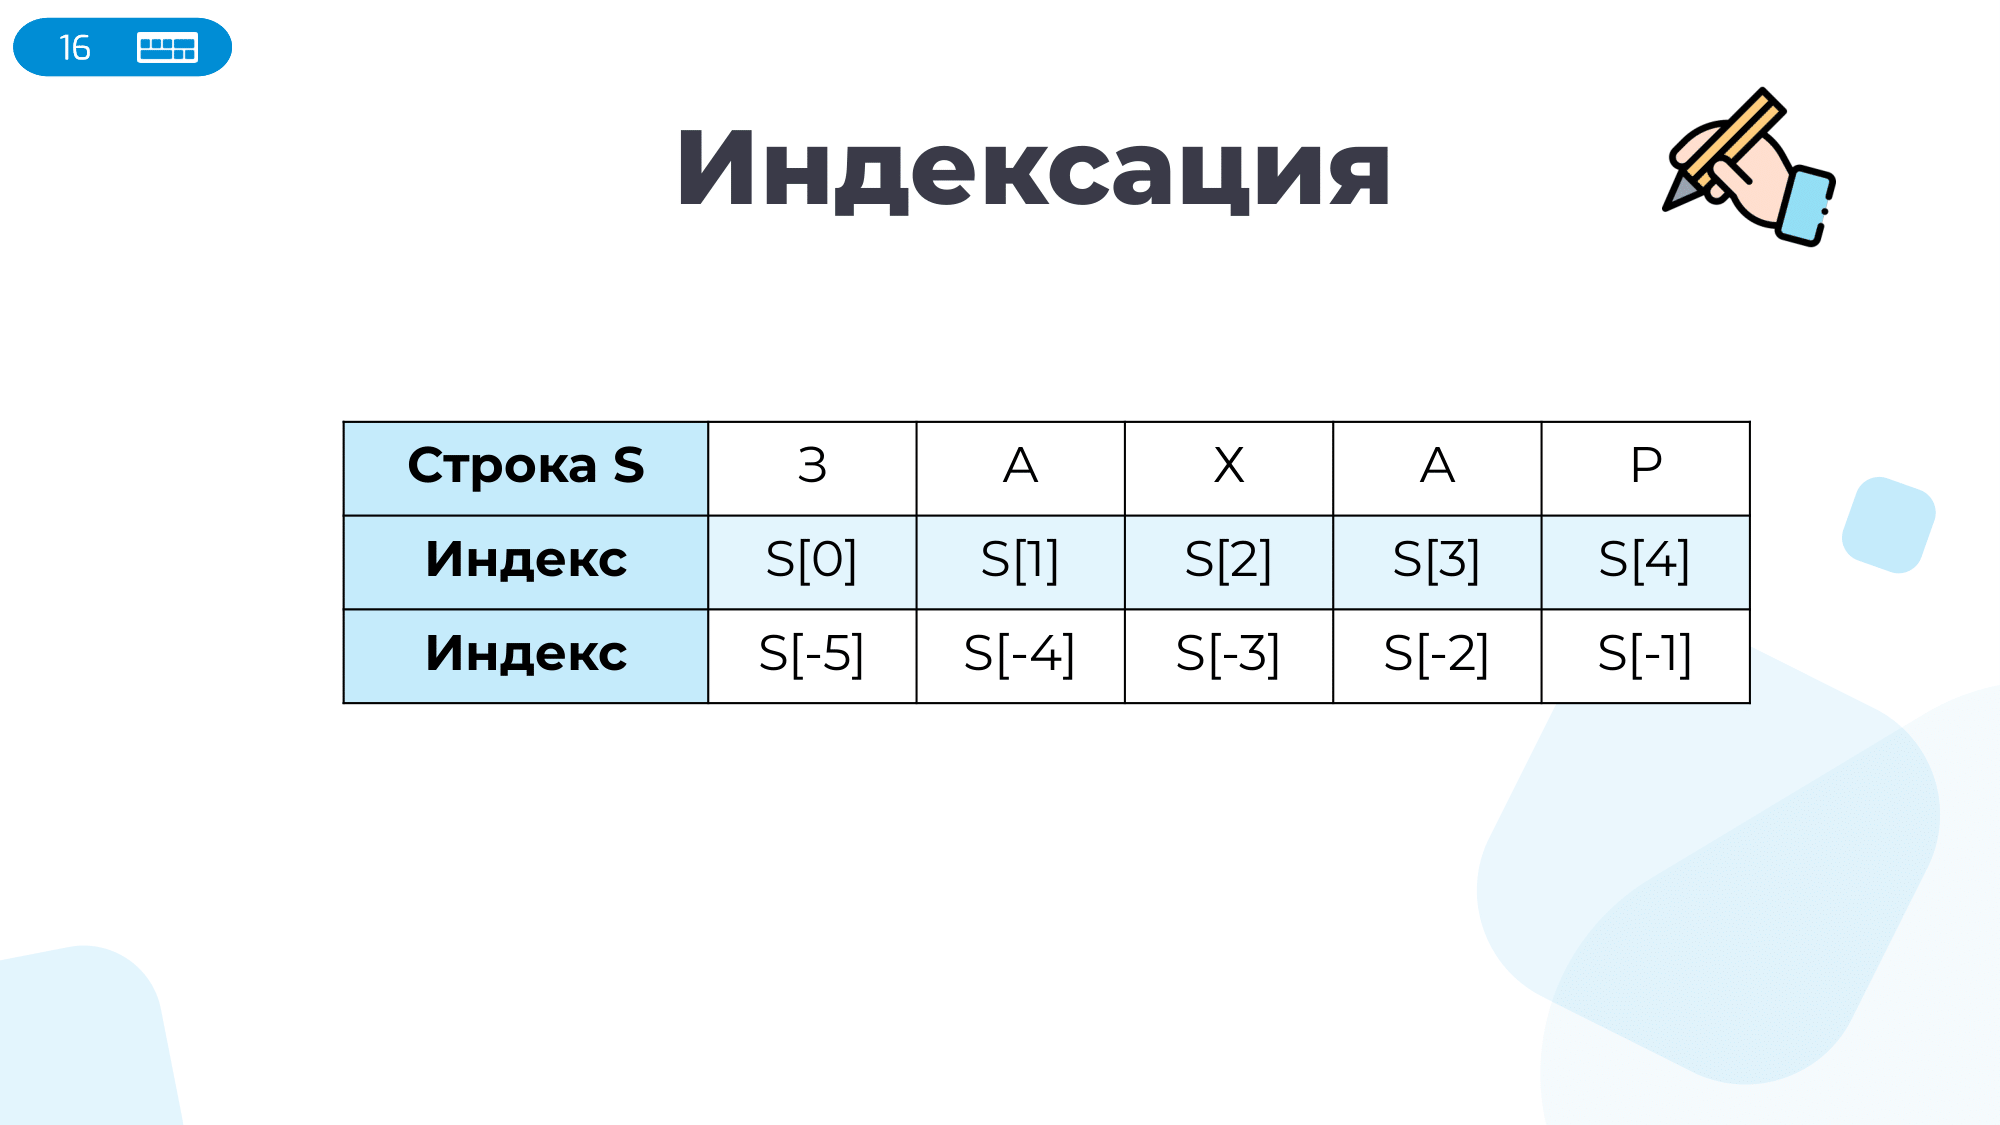 16
Индексация
Строка S З А Х А Р
Индекс S[0] S[1] S[2] S[3] S[4]
Индекс S[-5] S[-4] S[-3] S[-2] S[-1]